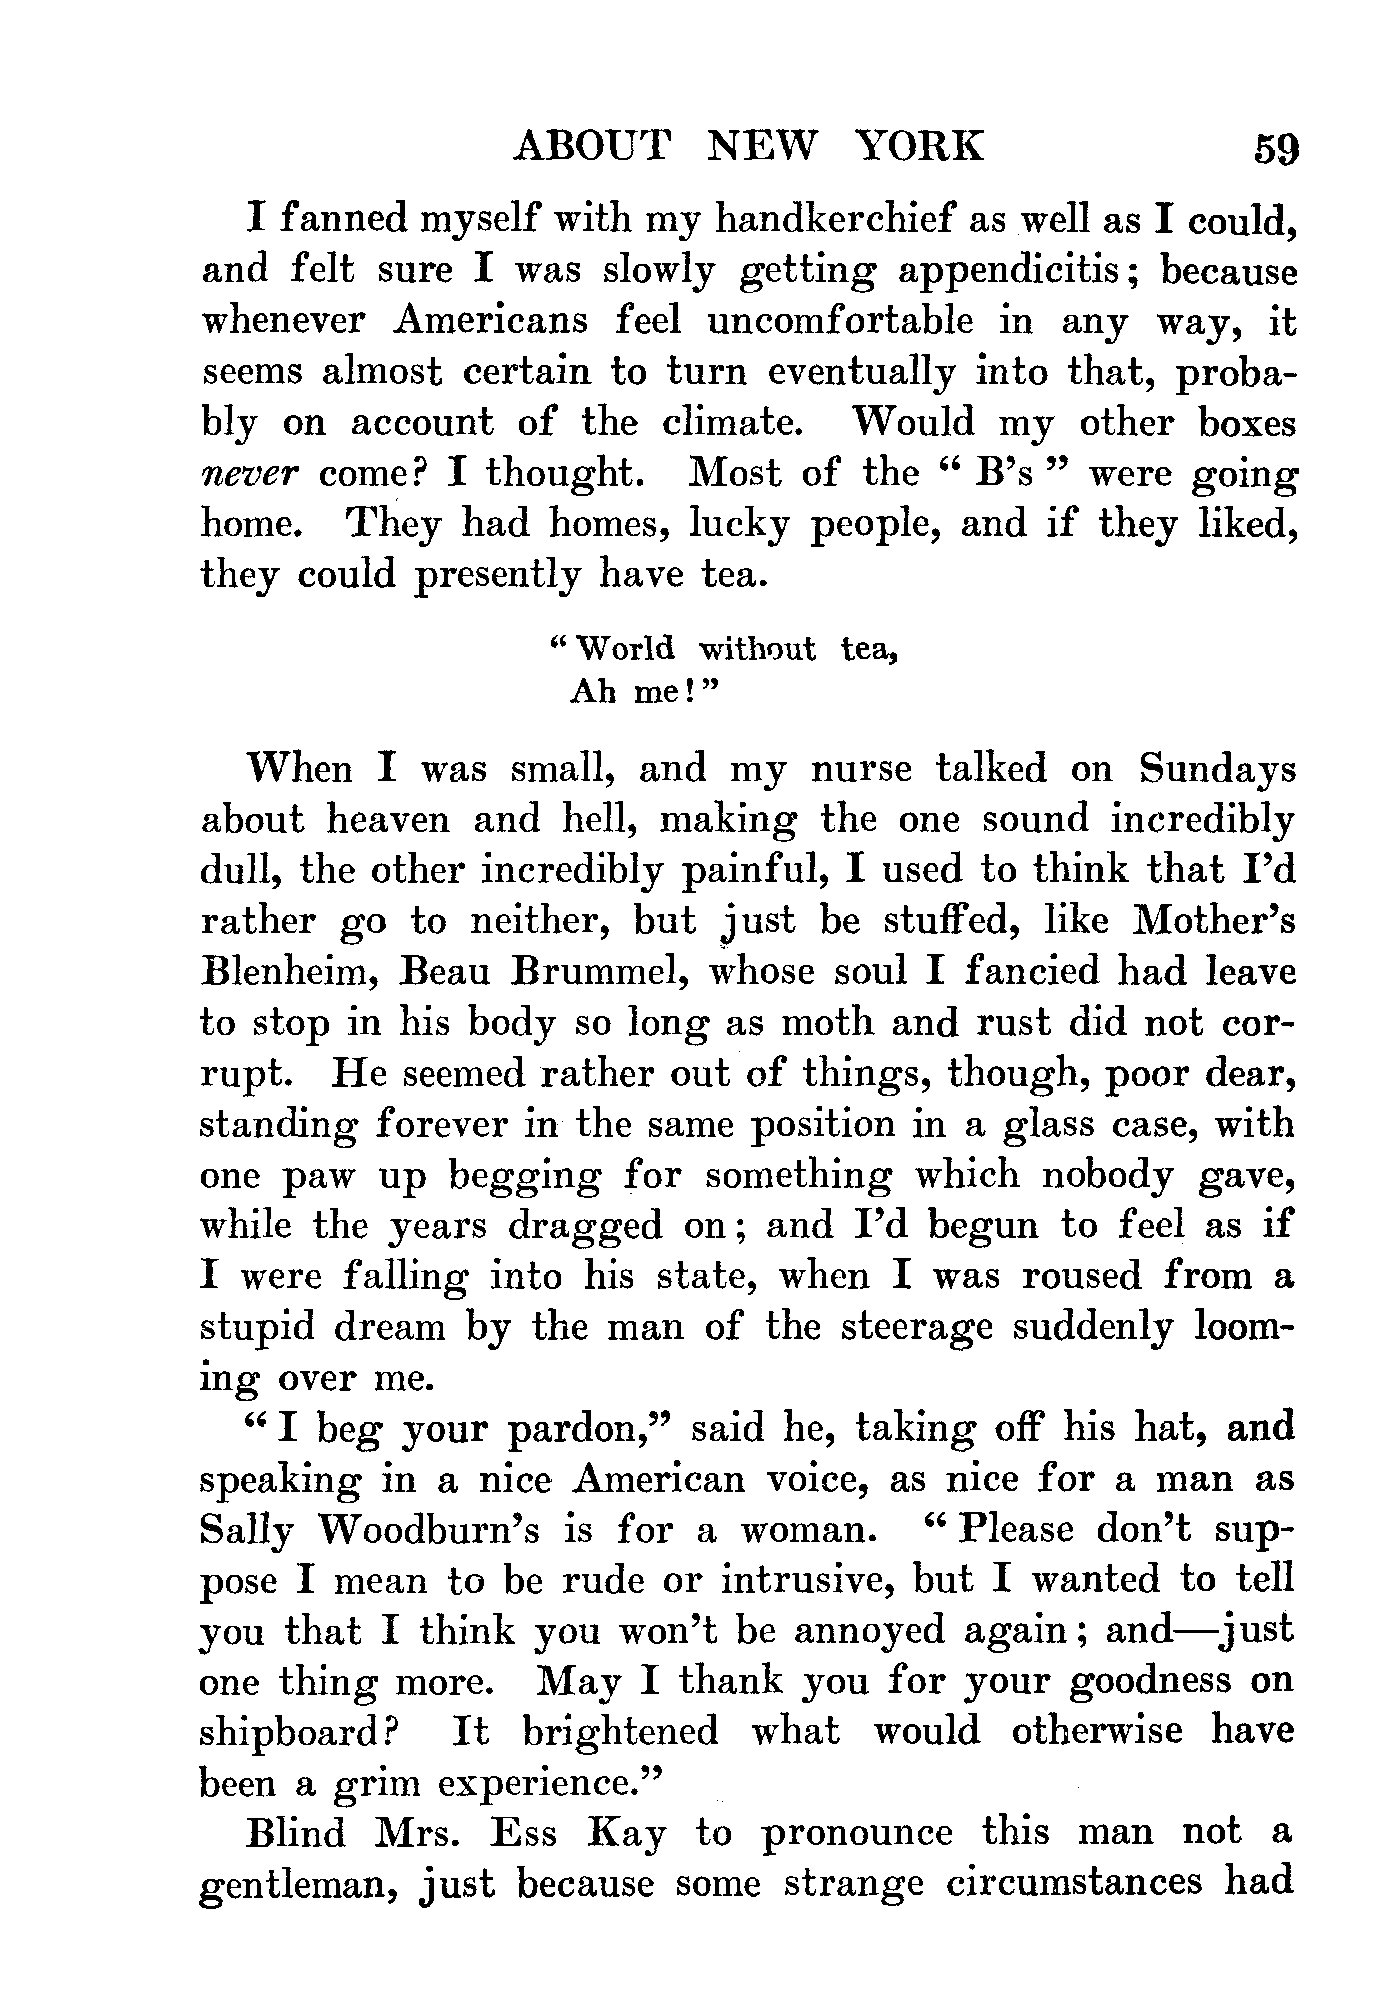 ABOUT NEW YORK 59
I fanned myself with my handkerchief as well as I could,
and felt sure I was slowly getting appendicitis; because
whenever Americans feel uncomfortable in any way, it
seems almost certain to turn eventually into that, proba-
bly on account of the climate. Would my other boxes
never come? I thought. Most of the “ B’s ” were going
home. They had homes, lucky people, and if they liked,
they could presently have tea.
“ World without tea,
Ah me!”
When I was small, and my nurse talked on Sundays
about heaven and hell, making the one sound incredibly
dull, the other incredibly painful, I used to think that I’d
rather go to neither, but just be stuffed, like Mother’s
Blenheim, Beau Brummel, whose soul I fancied had leave
to stop in his body so long as moth and rust did not cor-
rupt. He seemed rather out of things, though, poor dear,
standing forever in the same position in a glass case, with
one paw up begging for something which nobody gave,
while the years dragged on; and I’d begun to feel as if
I were falling into his state, when I was roused from a
stupid dream by the man of the steerage suddenly loom-
ing over me.
“ I beg your pardon,” said he, taking off his hat, and
speaking in a nice American voice, as nice for a man as
Sally Woodburn’s is for a woman. “ Please don’t sup-
pose I mean to be rude or intrusive, but I wanted to tell
you that I think you won’t be annoyed again; and—just
one thing more. May I thank you for your goodness on
shipboard? It brightened what would otherwise have
been a grim experience.”
Blind Mrs. Ess Kay to pronounce this man not a
gentleman, just because some strange circumstances had